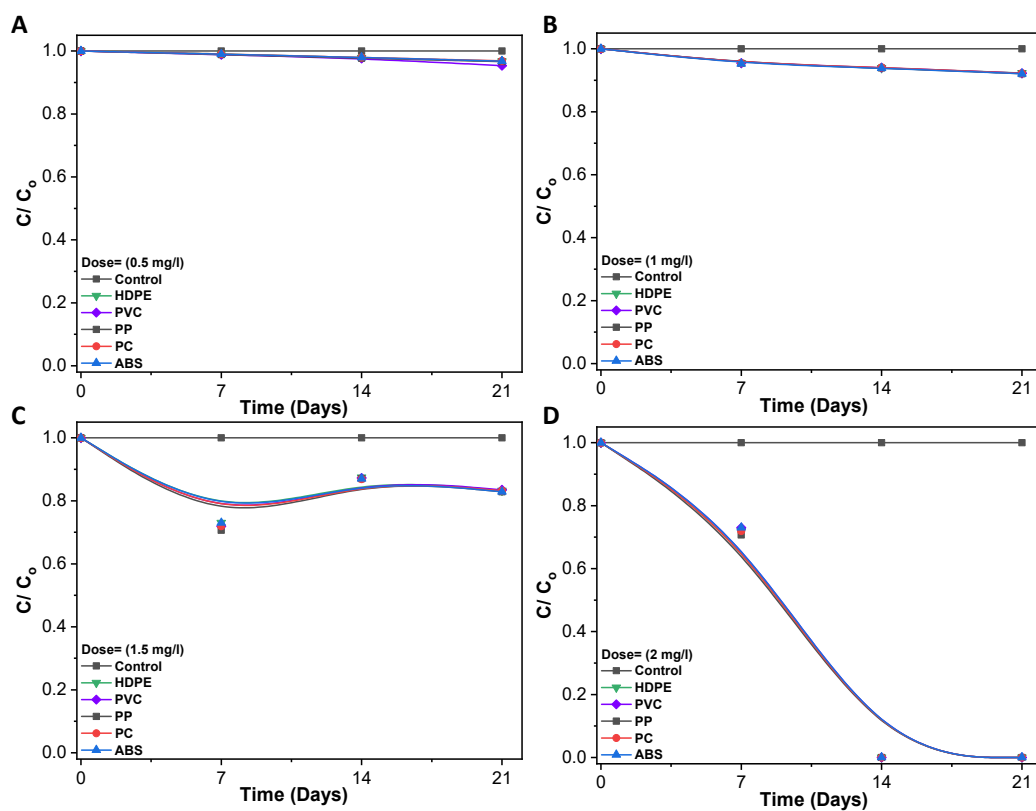 A
1.0
0.8
0.6
0.4
0.2
0.0
C/ Co
Dose= (0.5 mg/l)
Control
HDPE
PVC
PP
PC
ABS
0 7 14 21
Time (Days)
B
1.0
0.8
0.6
0.4
0.2
0.0
C/ Co
Dose= (1 mg/l)
Control
HDPE
PVC
PP
PC
ABS
0 7 14 21
Time (Days)
C
1.0
0.8
0.6
0.4
0.2
0.0
C/ Co
Dose= (1.5 mg/l)
Control
HDPE
PVC
PP
PC
ABS
0 7 14 21
Time (Days)
D
1.0
0.8
0.6
0.4
0.2
0.0
C/ Co
Dose= (2 mg/l)
Control
HDPE
PVC
PP
PC
ABS
0 7 14 21
Time (Days)